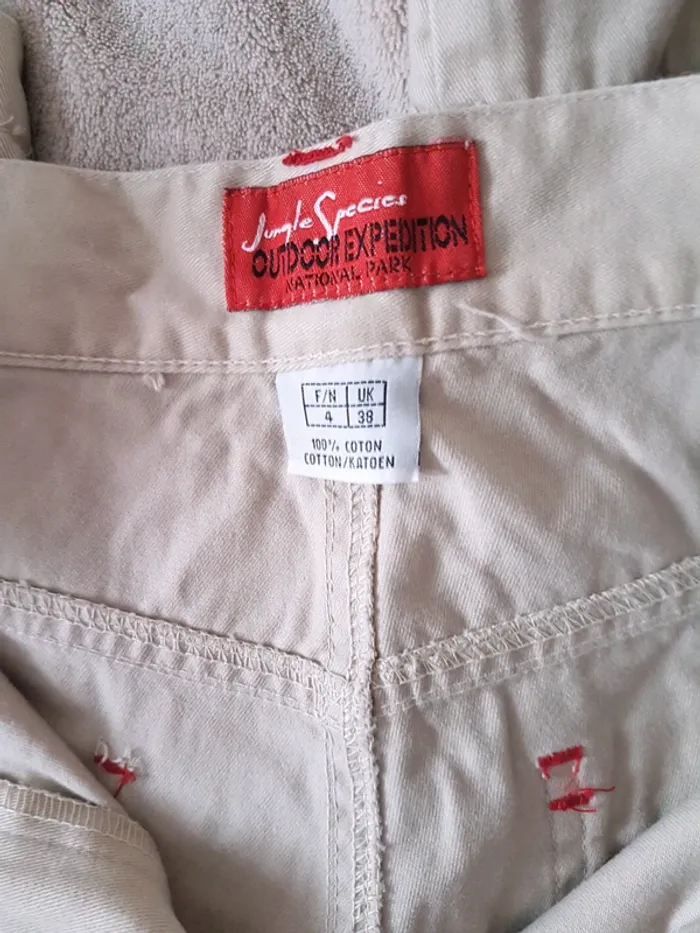 Jungle Species
OUTDOOR EXPEDITION
NATIONAL PARK
F/N UK
4 38
100% COTON
COTTON/KATOEN